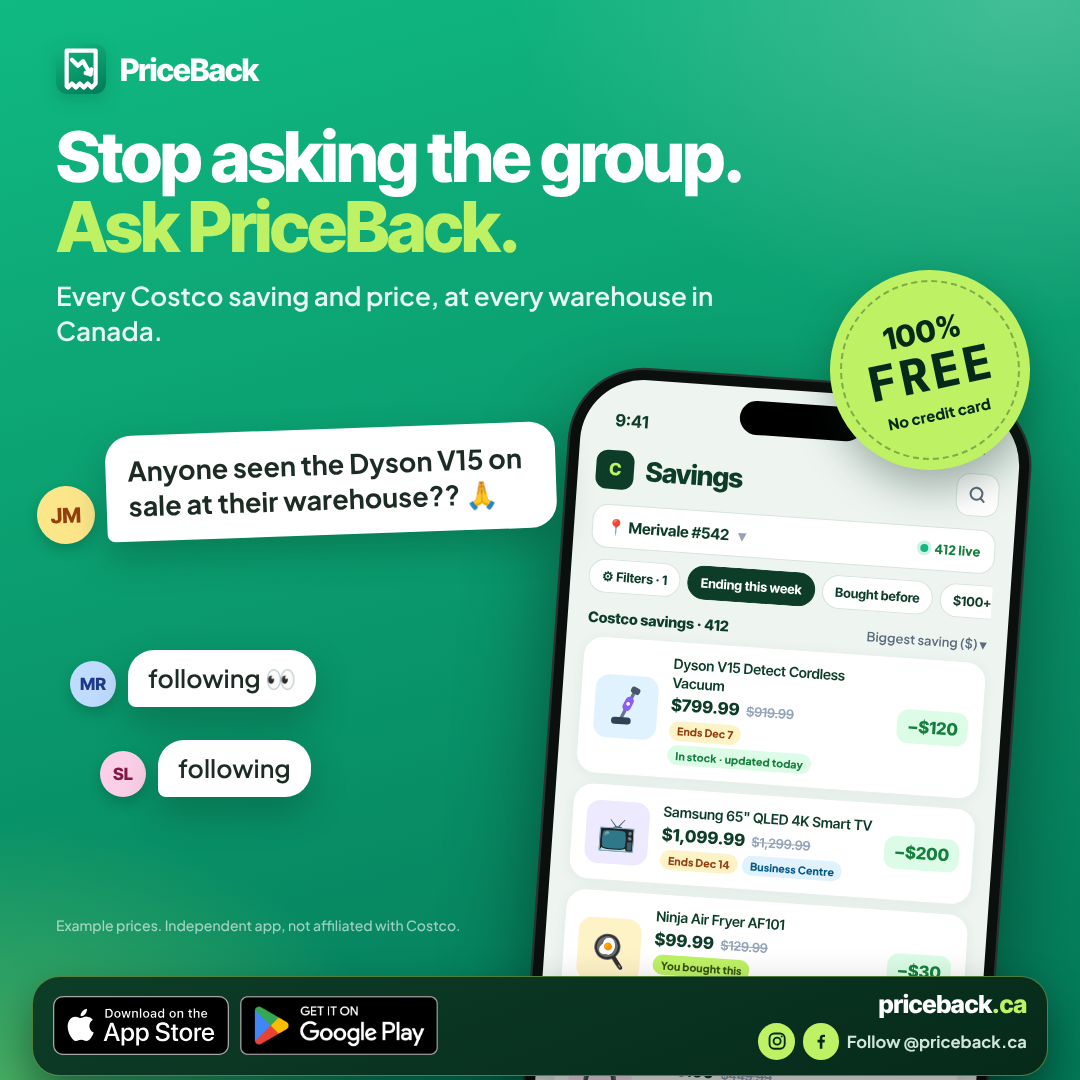 PriceBack
Stop asking the group.
Ask PriceBack.
Every Costco saving and price, at every warehouse in
Canada.
100%
FREE
No credit card
Anyone seen the Dyson V15 on
sale at their warehouse?? 🙏
JM
MR
following 👀
SL
following
9:41
C
Savings
📍 Merivale #542 ▼
412 live
⚙ Filters · 1
Ending this week
Bought before
$100+
Costco savings · 412
Biggest saving ($) ▾
Dyson V15 Detect Cordless
Vacuum
$799.99 $919.99
Ends Dec 7
In stock · updated today
−$120
Samsung 65" QLED 4K Smart TV
$1,099.99 $1,299.99
Ends Dec 14
Business Centre
−$200
Ninja Air Fryer AF101
$99.99 $129.99
You bought this
−$30
Example prices. Independent app, not affiliated with Costco.
Download on the
App Store
GET IT ON
Google Play
priceback.ca
Follow @priceback.ca